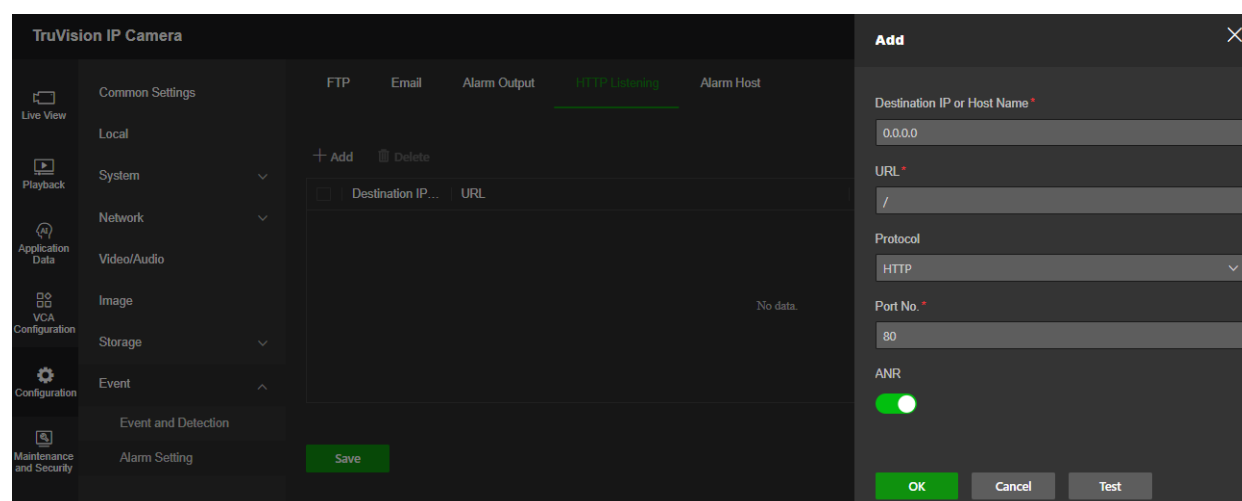 TruVision IP Camera
Live View
Playback
AI
Application
Data
VCA
Configuration
Configuration
Maintenance
and Security
Common Settings
Local
System
Network
Video/Audio
Image
Storage
Event
Event and Detection
Alarm Setting
FTP Email Alarm Output HTTP Listening Alarm Host
Add Delete
Destination IP... URL
No data.
Save
Add
Destination IP or Host Name*
0.0.0.0
URL*
/
Protocol
HTTP
Port No.*
80
ANR
OK Cancel Test